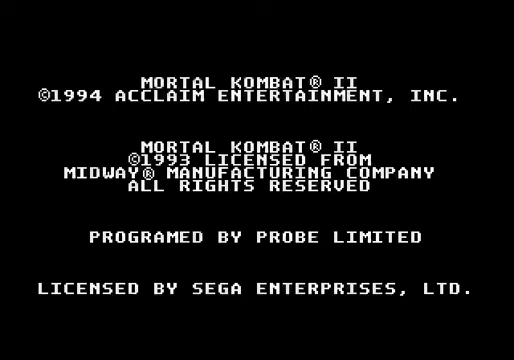 MORTAL KOMBAT® II
©1994 ACCLAIM ENTERTAINMENT, INC.
MORTAL KOMBAT® II
©1993 LICENSED FROM
MIDWAY® MANUFACTURING COMPANY
ALL RIGHTS RESERVED
PROGRAMED BY PROBE LIMITED
LICENSED BY SEGA ENTERPRISES, LTD.